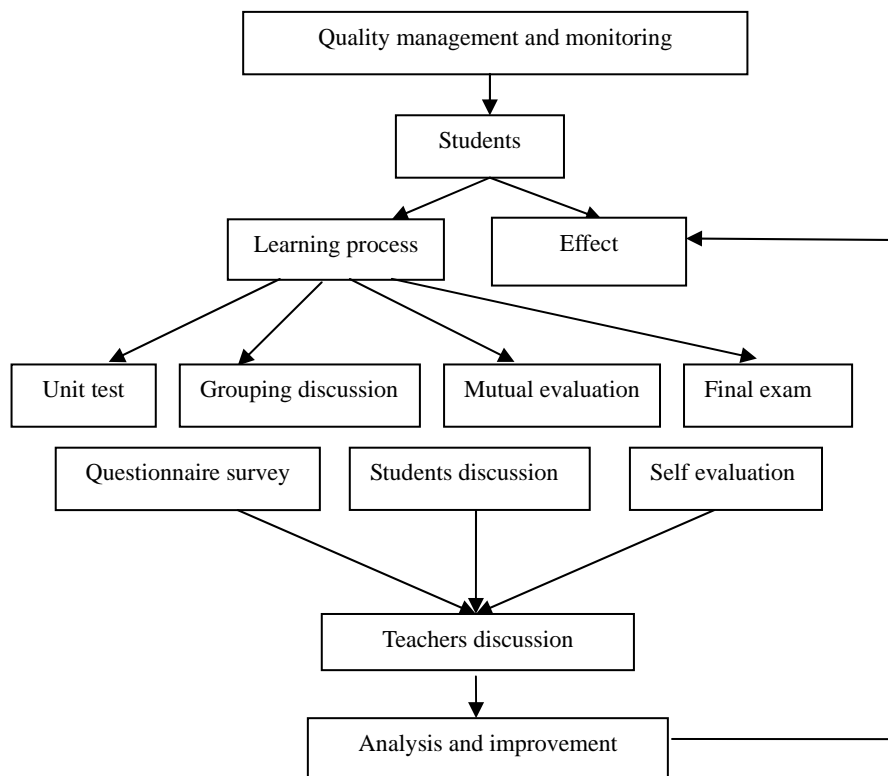 Quality management and monitoring
Students
Learning process
Effect
Unit test
Grouping discussion
Mutual evaluation
Final exam
Questionnaire survey
Students discussion
Self evaluation
Teachers discussion
Analysis and improvement